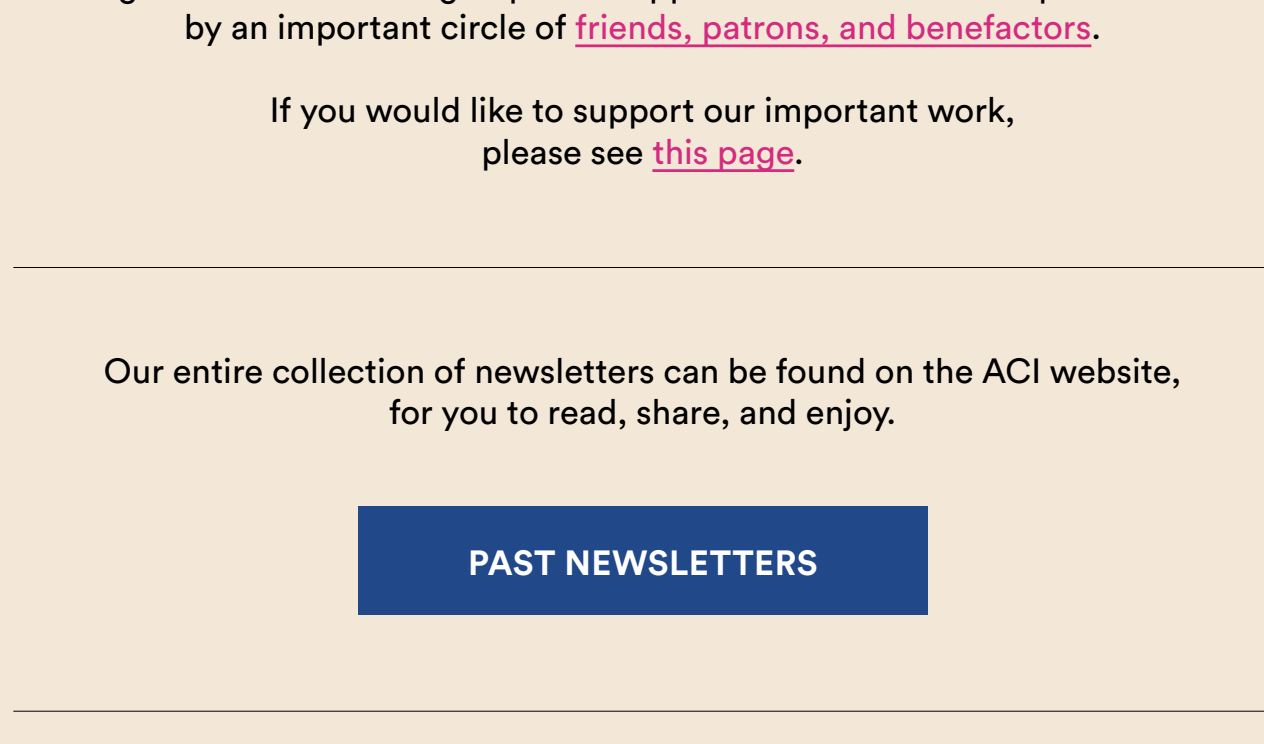 by an important circle of friends, patrons, and benefactors.
If you would like to support our important work,
please see this page.
Our entire collection of newsletters can be found on the ACI website,
for you to read, share, and enjoy.
PAST NEWSLETTERS